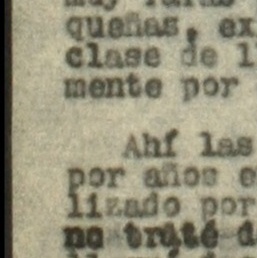 queñas, ex
clase de l
mente por
Ahí las
por años e
lizado por
no traté d